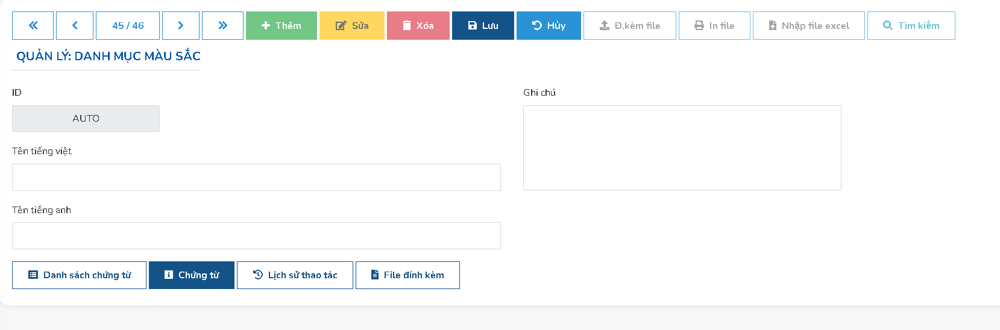 45 / 46 Thêm Sửa Xóa Lưu Hủy Đ.kèm file In file Nhập file excel Tìm kiếm
QUẢN LÝ: DANH MỤC MÀU SẮC
ID
AUTO
Tên tiếng việt
Tên tiếng anh
Ghi chú
Danh sách chứng từ Chứng từ Lịch sử thao tác File đính kèm